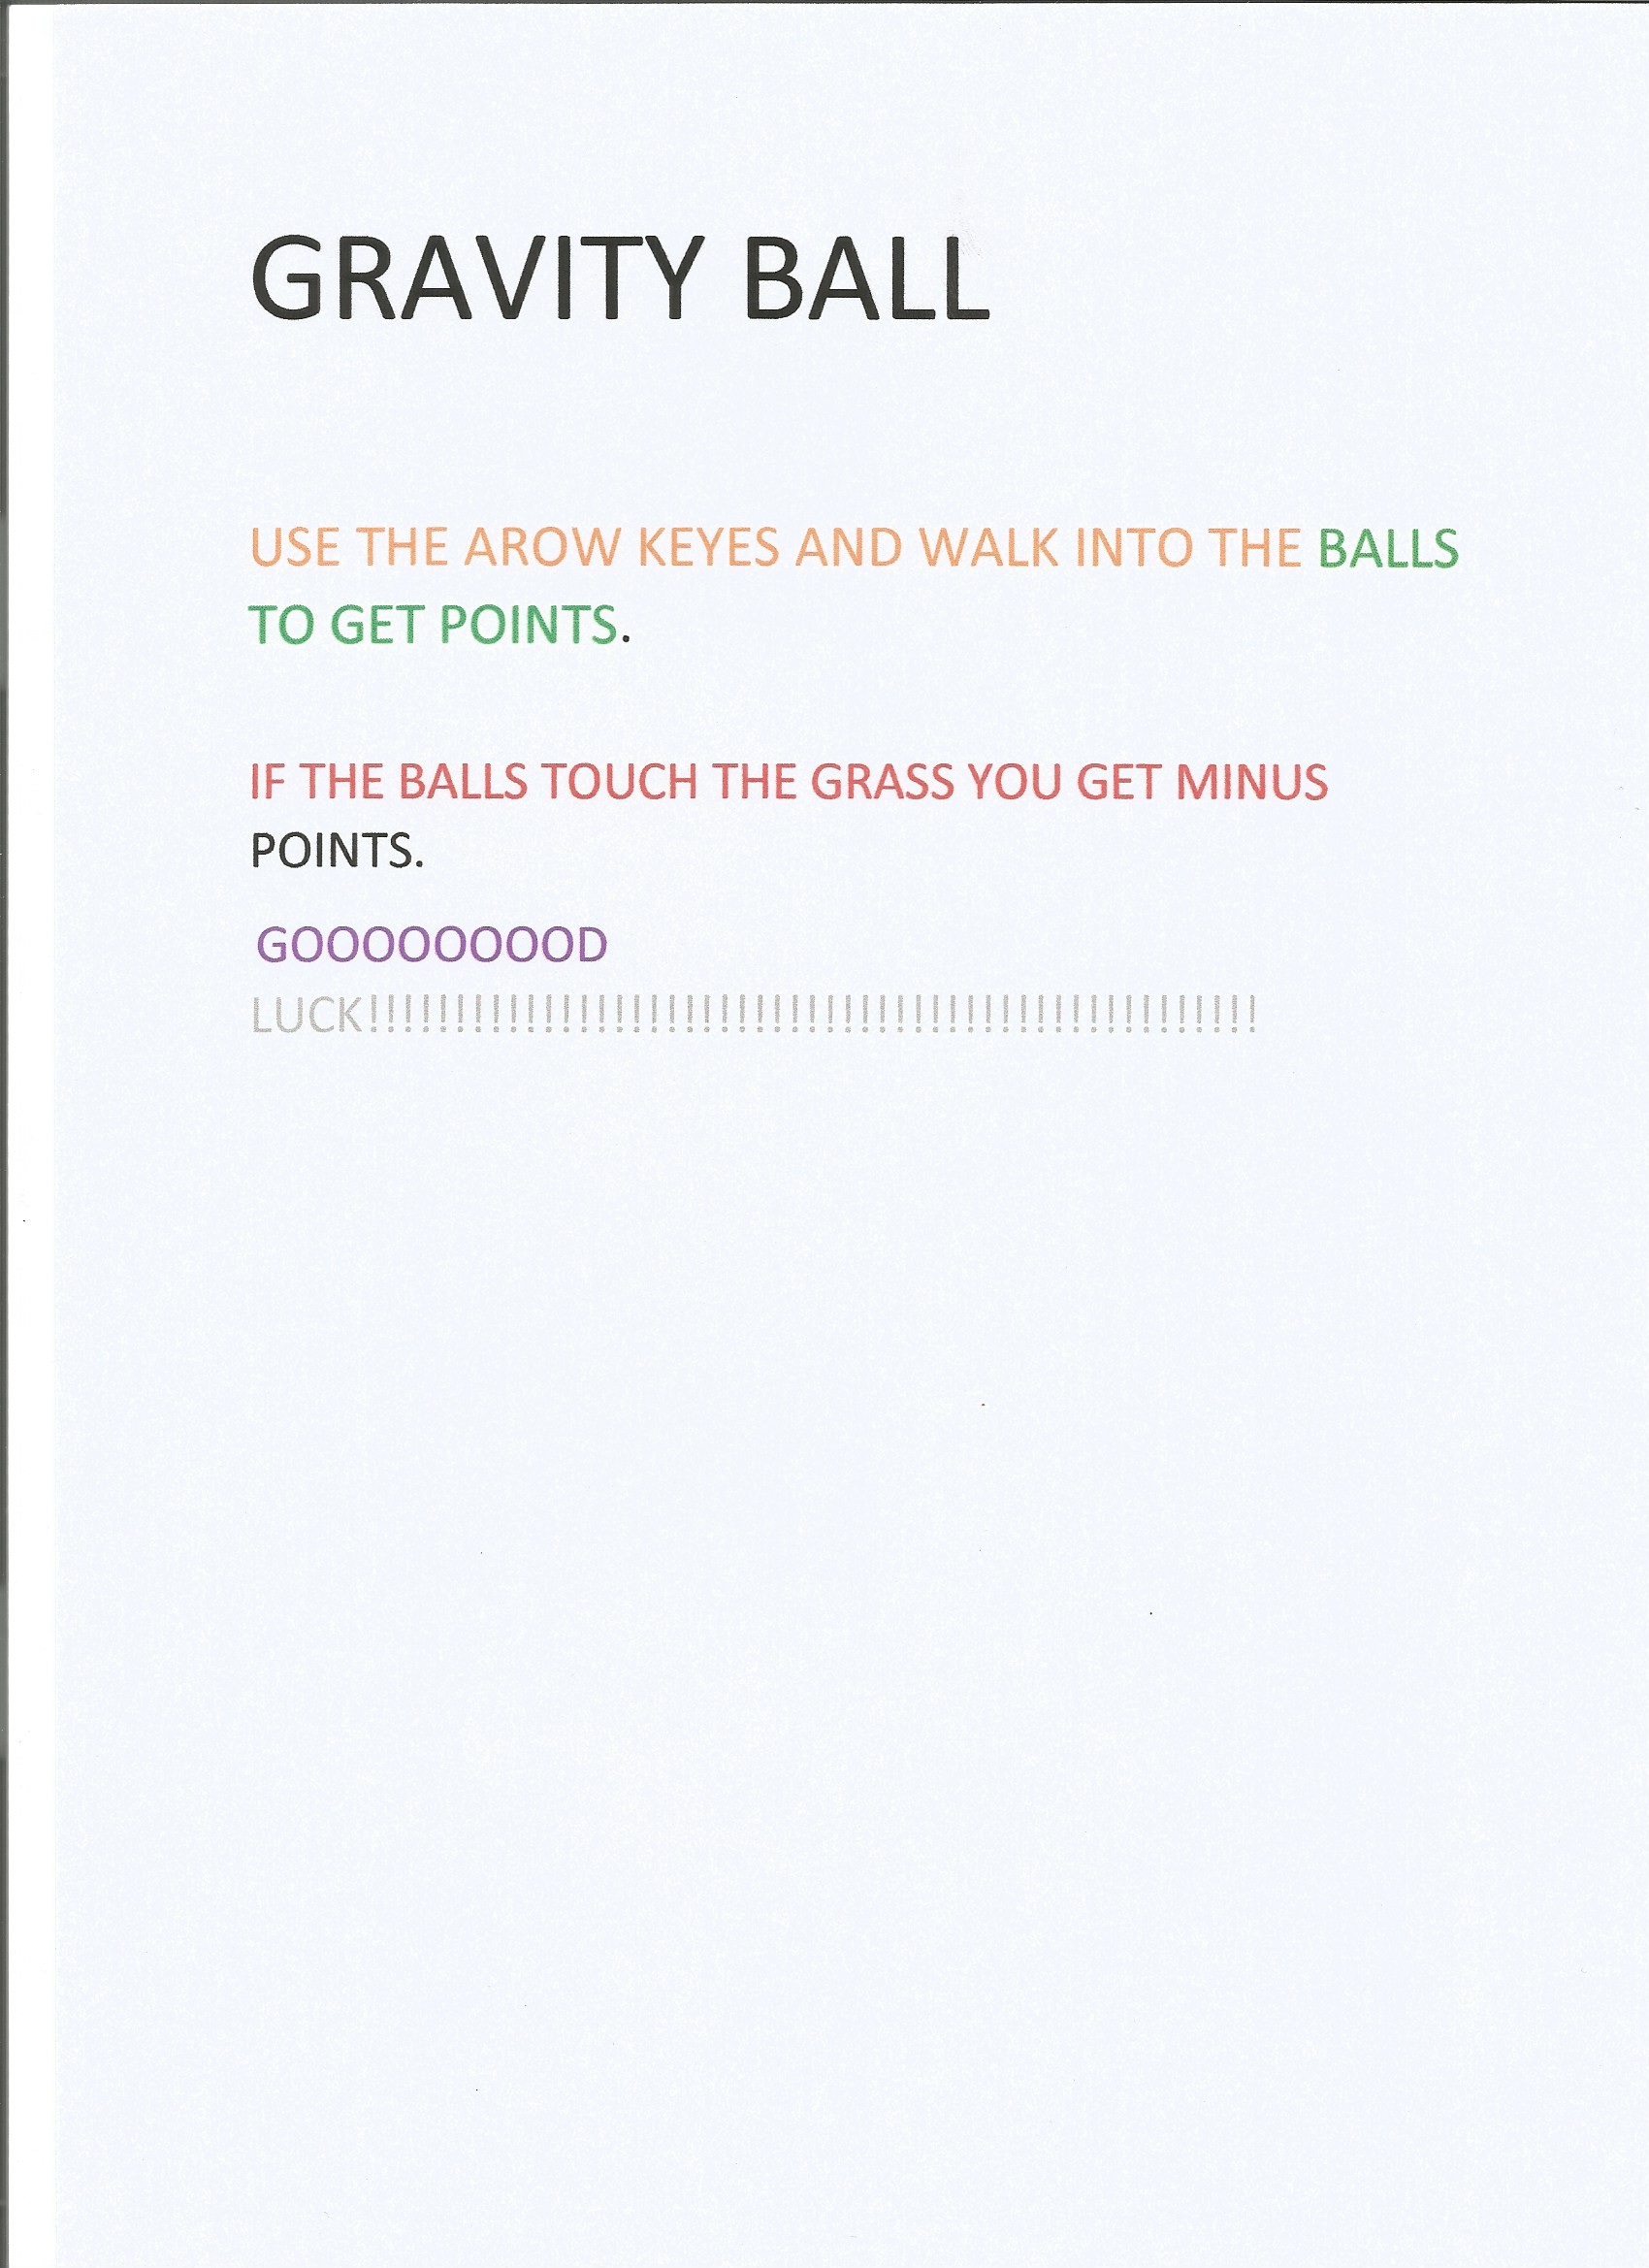 GRAVITY BALL
USE THE AROW KEYES AND WALK INTO THE BALLS
TO GET POINTS.
IF THE BALLS TOUCH THE GRASS YOU GET MINUS
POINTS.
GOOOOOOOOD
LUCK!!!!!!!!!!!!!!!!!!!!!!!!!!!!!!!!!!!!!!!!!!!!!!!!!!!